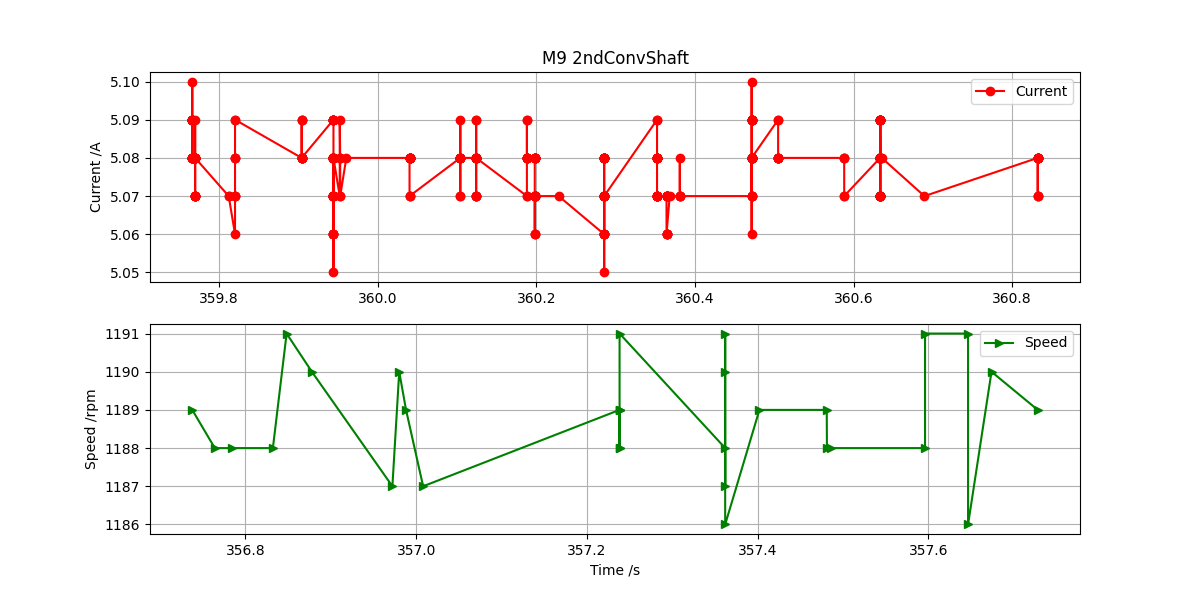 M9 2ndConvShaft
5.10
5.09
5.08
5.07
5.06
5.05
Current /A
Current
359.8 360.0 360.2 360.4 360.6 360.8
1191
1190
1189
1188
1187
1186
Speed /rpm
Speed
356.8 357.0 357.2 357.4 357.6
Time /s